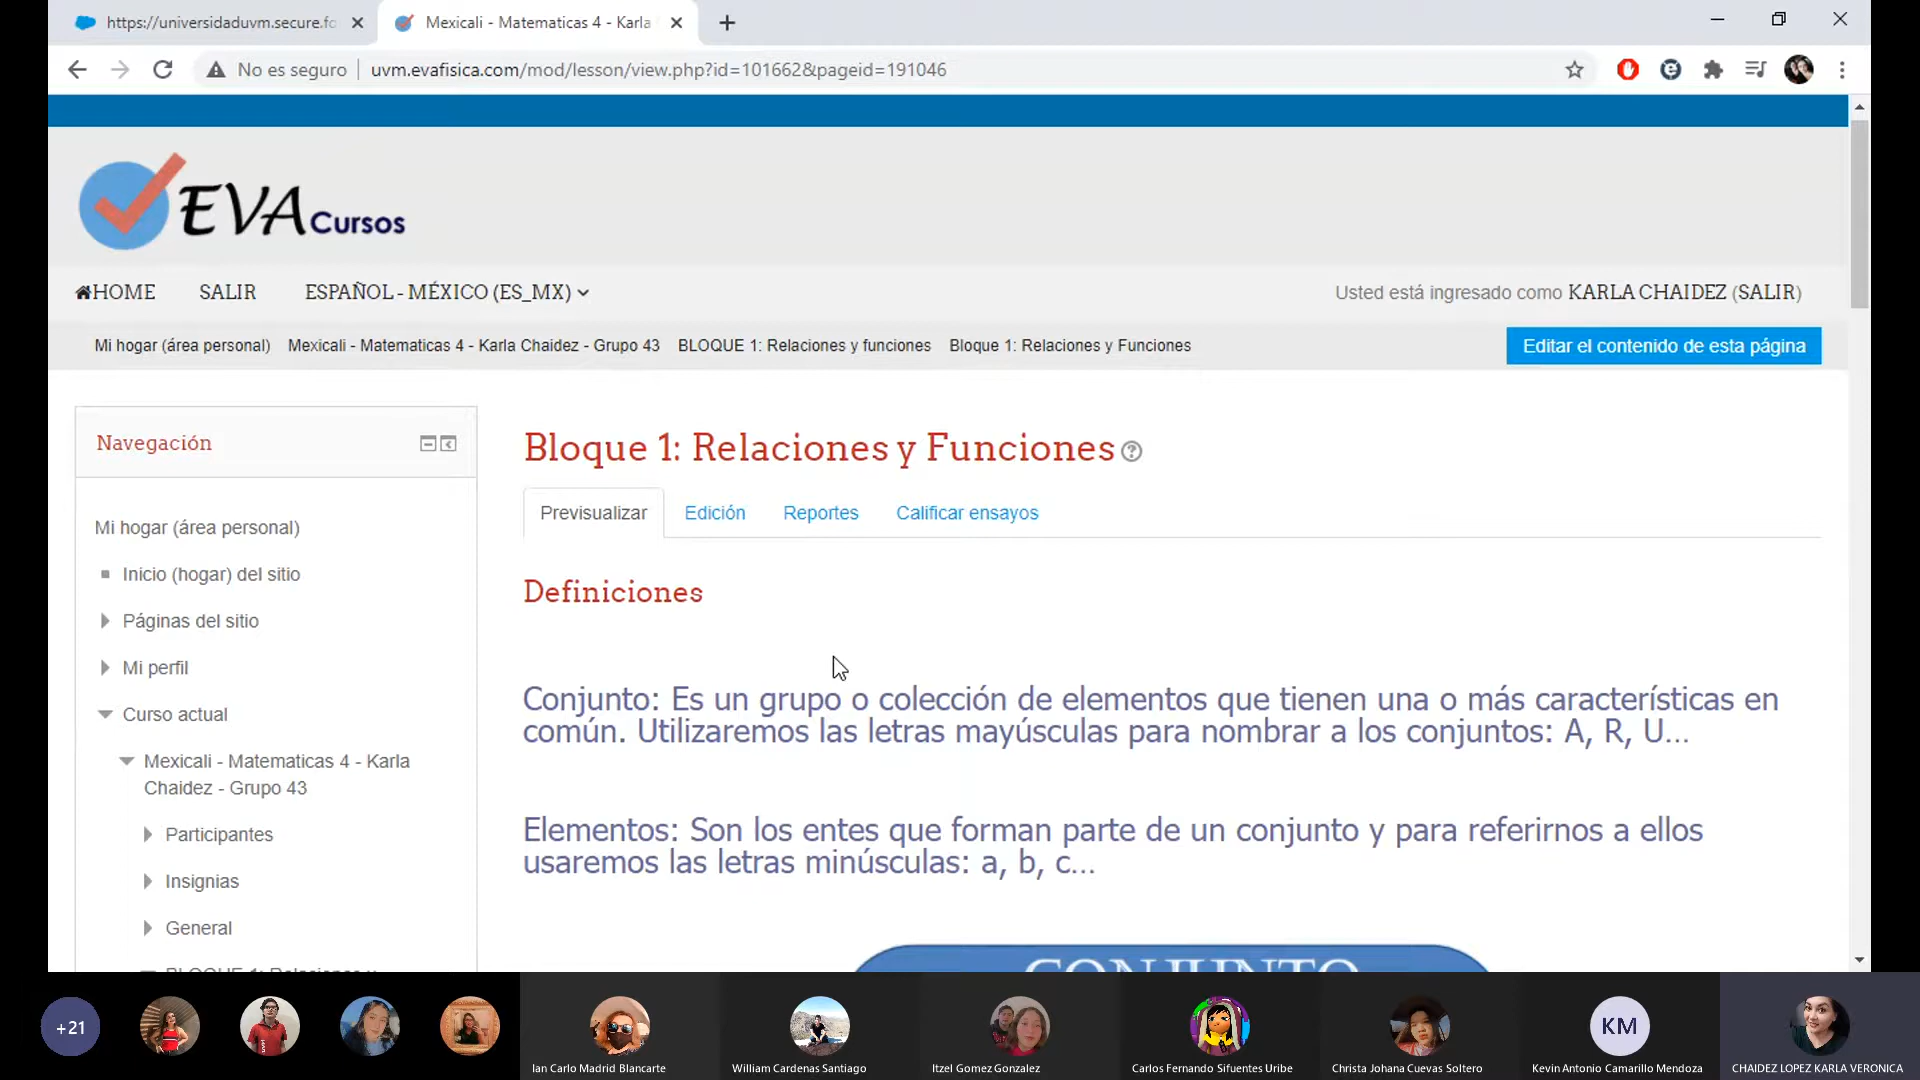 https://universidaduvm.secure.fo
Mexicali - Matematicas 4 - Karla
No es seguro
uvm.evafisica.com/mod/lesson/view.php?id=101662&pageid=191046
EVA Cursos
HOME
SALIR
ESPAÑOL - MÉXICO (ES_MX)
Usted está ingresado como KARLA CHAIDEZ (SALIR)
Mi hogar (área personal)
Mexicali - Matematicas 4 - Karla Chaidez - Grupo 43
BLOQUE 1: Relaciones y funciones
Bloque 1: Relaciones y Funciones
Editar el contenido de esta página
Navegación
Mi hogar (área personal)
Inicio (hogar) del sitio
Páginas del sitio
Mi perfil
Curso actual
Mexicali - Matematicas 4 - Karla
Chaidez - Grupo 43
Participantes
Insignias
General
BLOQUE 1: Relaciones y
Bloque 1: Relaciones y Funciones
Previsualizar
Edición
Reportes
Calificar ensayos
Definiciones
Conjunto: Es un grupo o colección de elementos que tienen una o más características en
común. Utilizaremos las letras mayúsculas para nombrar a los conjuntos: A, R, U...
Elementos: Son los entes que forman parte de un conjunto y para referirnos a ellos
usaremos las letras minúsculas: a, b, c...
CONJUNTO
+21
Ian Carlo Madrid Blancarte
William Cardenas Santiago
Itzel Gomez Gonzalez
Carlos Fernando Sifuentes Uribe
Christa Johana Cuevas Soltero
KM
Kevin Antonio Camarillo Mendoza
CHAIDEZ LOPEZ KARLA VERONICA